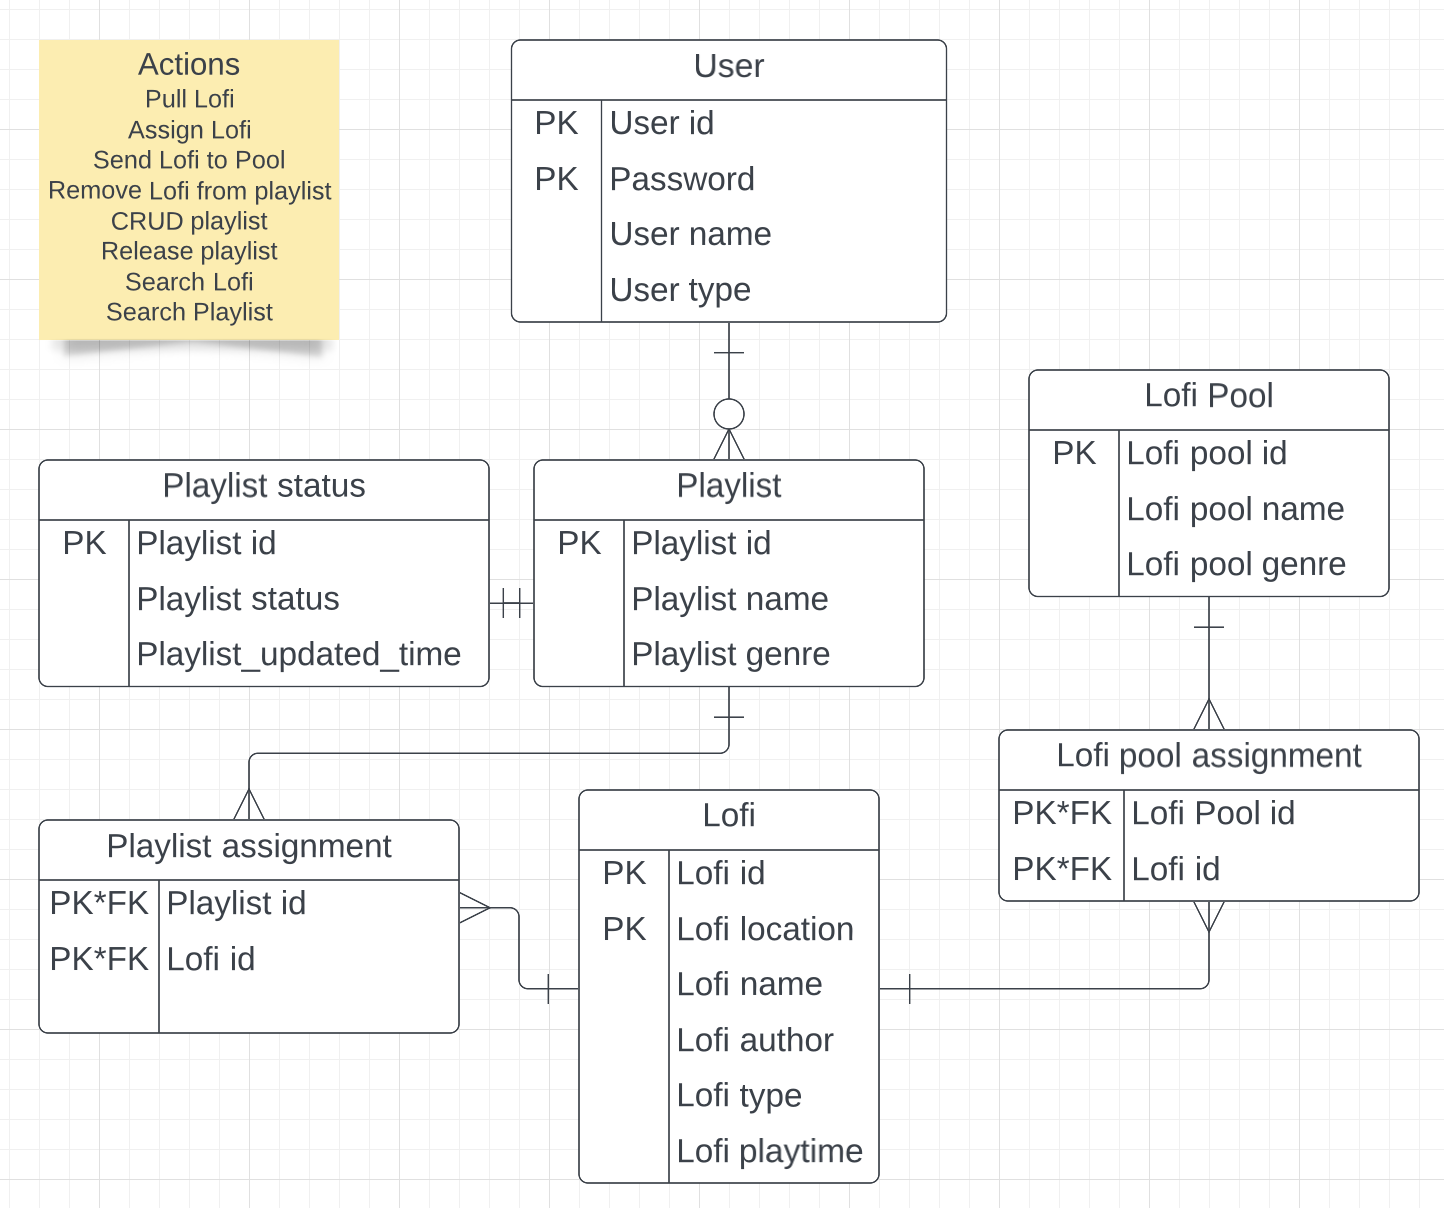 Actions
Pull Lofi
Assign Lofi
Send Lofi to Pool
Remove Lofi from playlist
CRUD playlist
Release playlist
Search Lofi
Search Playlist
User
PK User id
PK Password
User name
User type
Lofi Pool
PK Lofi pool id
Lofi pool name
Lofi pool genre
Playlist status
PK Playlist id
Playlist status
Playlist_updated_time
Playlist
PK Playlist id
Playlist name
Playlist genre
Lofi pool assignment
PK*FK Lofi Pool id
PK*FK Lofi id
Playlist assignment
PK*FK Playlist id
PK*FK Lofi id
Lofi
PK Lofi id
PK Lofi location
Lofi name
Lofi author
Lofi type
Lofi playtime